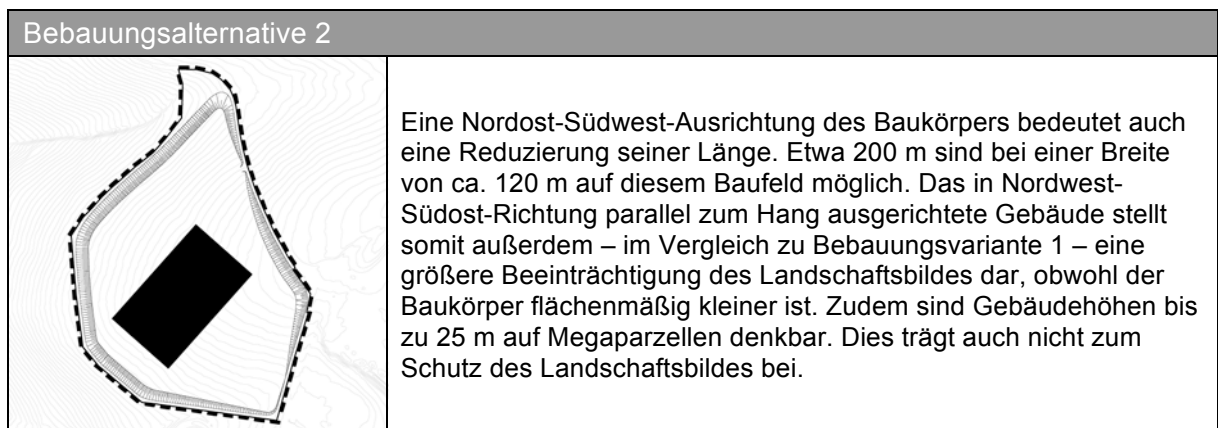 Bebauungsalternative 2
Eine Nordost-Südwest-Ausrichtung des Baukörpers bedeutet auch
eine Reduzierung seiner Länge. Etwa 200 m sind bei einer Breite
von ca. 120 m auf diesem Baufeld möglich. Das in Nordwest-
Südost-Richtung parallel zum Hang ausgerichtete Gebäude stellt
somit außerdem – im Vergleich zu Bebauungsvariante 1 – eine
größere Beeinträchtigung des Landschaftsbildes dar, obwohl der
Baukörper flächenmäßig kleiner ist. Zudem sind Gebäudehöhen bis
zu 25 m auf Megaparzellen denkbar. Dies trägt auch nicht zum
Schutz des Landschaftsbildes bei.